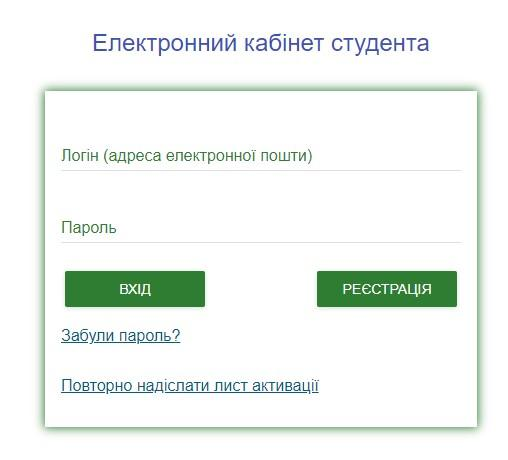 Електронний кабінет студента
Логін (адреса електронної пошти)
Пароль
ВХІД
РЕЄСТРАЦІЯ
Забули пароль?
Повторно надіслати лист активації